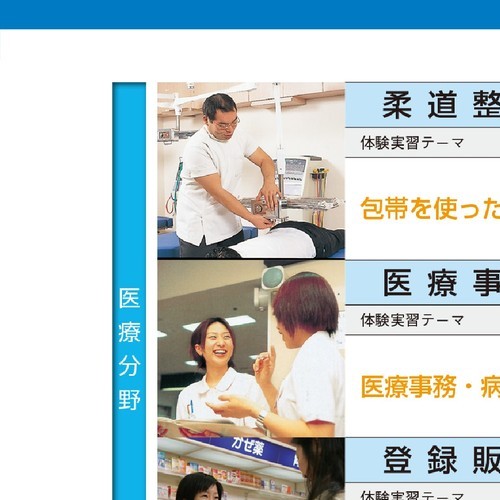 医療分野
柔道整
体験実習テーマ
包帯を使った
医療事
体験実習テーマ
医療事務・病
かぜ薬
登録販
体験実習テーマ